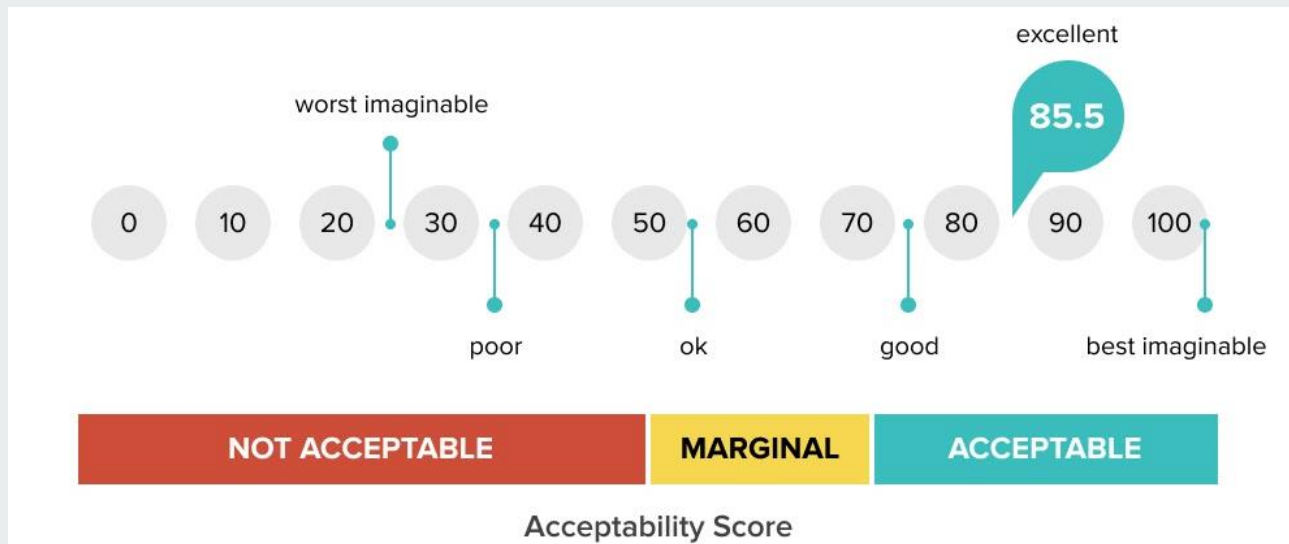 excellent
85.5
worst imaginable
0 10 20 30 40 50 60 70 80 90 100
poor ok good best imaginable
NOT ACCEPTABLE MARGINAL ACCEPTABLE
Acceptability Score